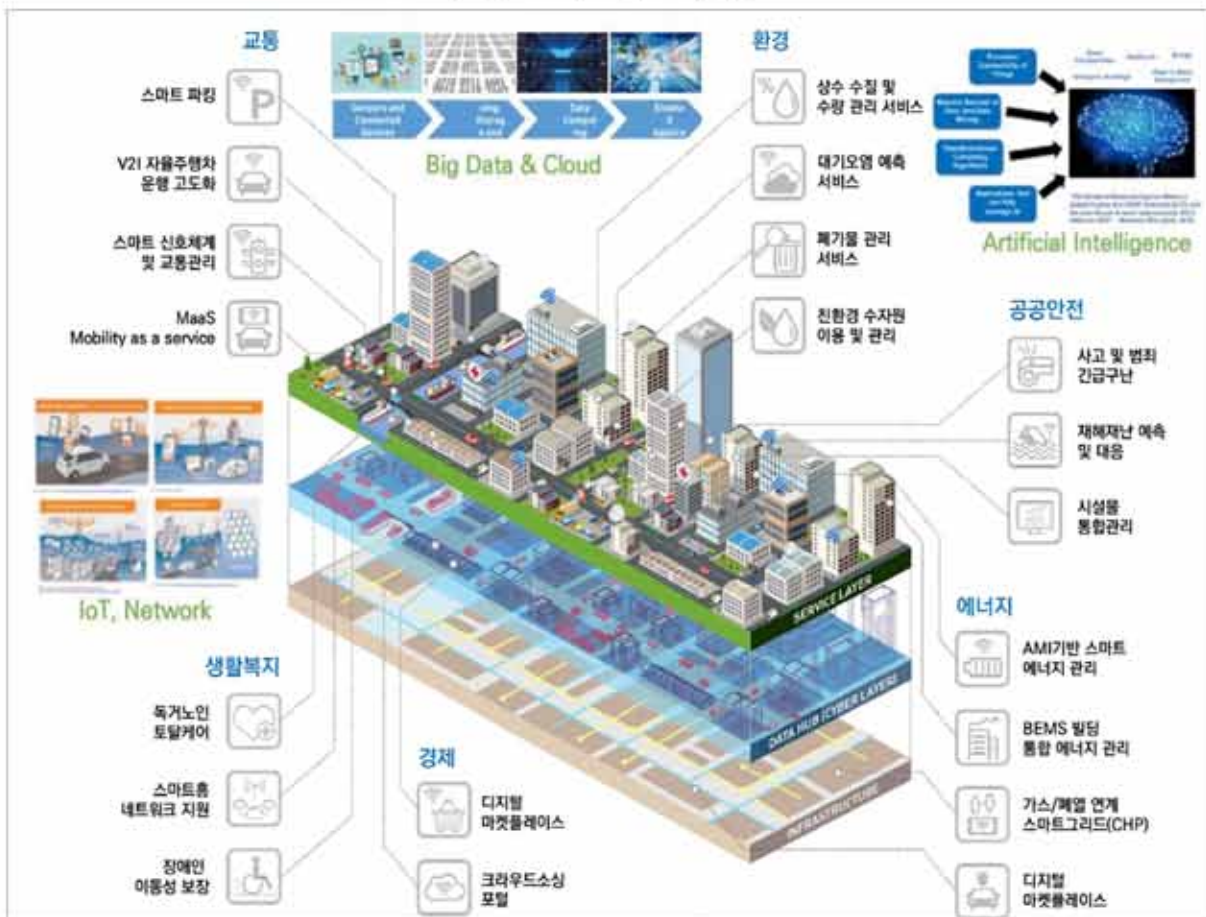 교통
스마트 파킹
V2I 자율주행차
운행 고도화
스마트 신호체계
및 교통관리
MaaS
Mobility as a service
Sensors and
Connected
Devices
Big Data & Cloud
환경
상수 수질 및
수량 관리 서비스
대기오염 예측
서비스
폐기물 관리
서비스
친환경 수자원
이용 및 관리
Artificial Intelligence
공공안전
사고 및 범죄
긴급구난
재해재난 예측
및 대응
시설물
통합관리
IoT, Network
SERVICE LAYER
DATA HUB (CYBER LAYER)
INFRASTRUCTURE
생활복지
독거노인
토탈케어
스마트홈
네트워크 지원
장애인
이동성 보장
경제
디지털
마켓플레이스
크라우드소싱
포털
에너지
AMI기반 스마트
에너지 관리
BEMS 빌딩
통합 에너지 관리
가스/폐열 연계
스마트그리드(CHP)
디지털
마켓플레이스